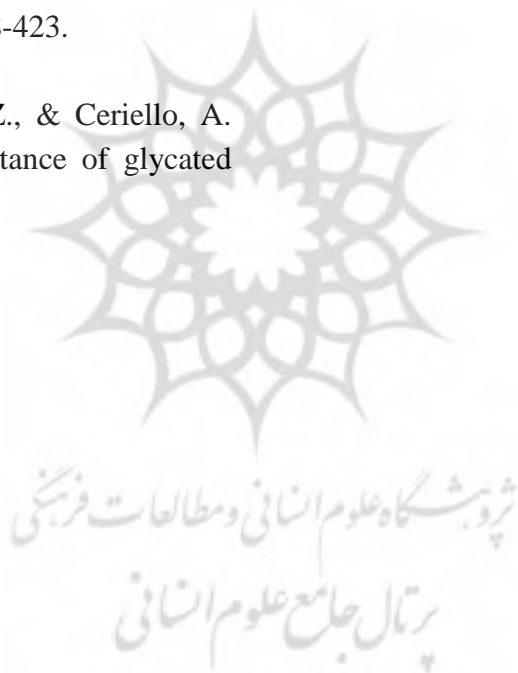 -423.
Z., & Ceriello, A.
tance of glycated
پژوهشگاه علوم انسانی و مطالعات فرهنگی
پرتال جامع علوم انسانی